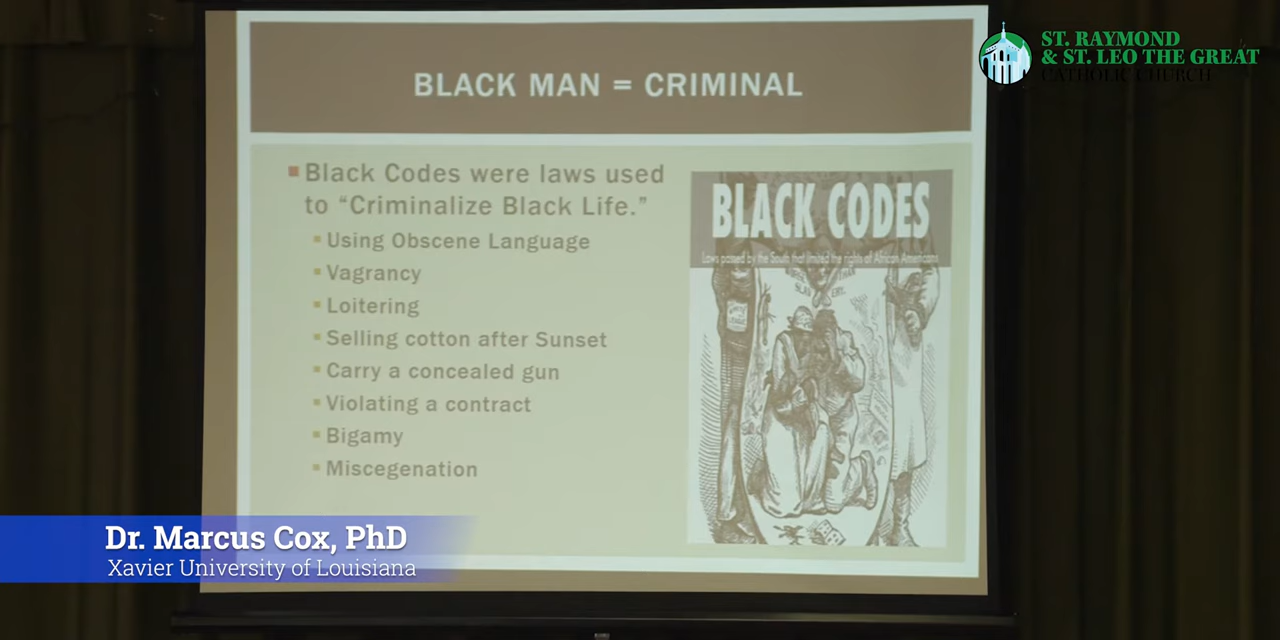 ST. RAYMOND
& ST. LEO THE GREAT
CATHOLIC CHURCH
BLACK MAN = CRIMINAL
Black Codes were laws used
to “Criminalize Black Life.”
Using Obscene Language
Vagrancy
Loitering
Selling cotton after Sunset
Carry a concealed gun
Violating a contract
Bigamy
Miscegenation
BLACK CODES
Laws passed by the South that limited the rights of African Americans
Dr. Marcus Cox, PhD
Xavier University of Louisiana